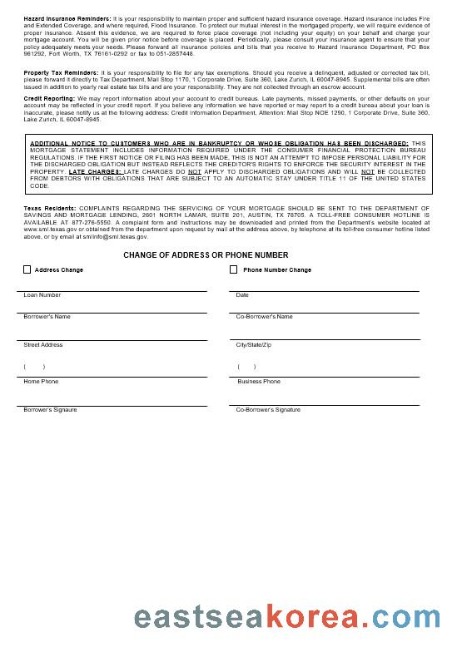 Hazard Insurance Reminders: It is your responsibility to maintain proper and sufficient hazard insurance coverage. Hazard insurance includes Fire
and Extended Coverage, and where required, Flood Insurance. To protect our mutual interest in the mortgaged property, we will require evidence of
proper insurance. Absent this evidence, we are required to force place coverage (not including your equity) on your behalf and charge your
mortgage account. You will be given prior notice before coverage is placed. Periodically, please consult your insurance agent to ensure that
policy adequately meets your needs. Please forward all insurance policies and bills that you receive to Hazard Insurance Department, PO Box
961292, Fort Worth, TX 76161-0292 or fax to 051-2857448.
Property Tax Reminders: It is your responsibility to file for any tax exemptions. Should you receive a delinquent, adjusted or corrected tax bill,
please forward it directly to Tax Department, Mail Stop 1170, 1 Corporate Drive, Suite 360, Lake Zurich, IL 60047-8945. Supplemental bills are often
issued in addition to yearly real estate tax bills and are your responsibility. They are not collected through an escrow account.
Credit Reporting: We may report information about your account to credit bureaus. Late payments, missed payments, or other defaults on your
account may be reflected in your credit report. If you believe any information we have reported or may report to a credit bureau about your loan is
inaccurate, please notify us at the following address: Credit Information Department, Attention: Mail Stop NOE 1290, 1 Corporate Drive, Suite 360,
Lake Zurich, IL 60047-8945
ADDITIONAL NOTICE TO CUSTOMERS WHO ARE IN BANKRUPTCY OR WHOSE OBLIGATION HAS BEEN DISCHARGED: THIS
MORTGAGE STATEMENT INCLUDES INFORMATION REQUIRED UNDER THE CONSUMER FINANCIAL PROTECTION BUREAU
REGULATIONS. IF THE FIRST NOTICE OR FILING HAS BEEN MADE, THIS IS NOT AN ATTEMPT TO IMPOSE PERSONAL LIABILITY FOR
THE DISCHARGED OBLIGATION BUT INSTEAD REFLECTS THE CREDITOR'S RIGHTS TO ENFORCE THE SECURITY INTEREST IN THE
PROPERTY. LATE CHARGES: LATE CHARGES DO NOT APPLY TO DISCHARGED OBLIGATIONS AND WILL NOT BE COLLECTED
FROM DEBTORS WITH OBLIGATIONS THAT ARE SUBJECT TO AN AUTOMATIC STAY UNDER TITLE 11 OF THE UNITED STATES
CODE.
Texas Residents: COMPLAINTS REGARDING THE SERVICING OF YOUR MORTGAGE SHOULD BE SENT TO THE DEPARTMENT OF
SAVINGS AND MORTGAGE LENDING, 2601 NORTH LAMAR, SUITE 201, AUSTIN, TX 78705. A TOLL-FREE CONSUMER HOTLINE IS
AVAILABLE AT 877-276-5550. A complaint form and instructions may be downloaded and printed from the Department's website located at
www.sml.texas.gov or obtained from the department upon request by mail at the address above, by telephone at its toll-free consumer hotline listed
above, or by email at smlinfo@sml.texas.gov.
CHANGE OF ADDRESS OR PHONE NUMBER
Address Change Phone Number Change
Loan Number Date
Borrower's Name Co-Borrower's Name
Street Address City/State/Zip
( ) ( )
Home Phone Business Phone
Borrower's Signaure Co-Borrower's Signature
eastseakorea.com